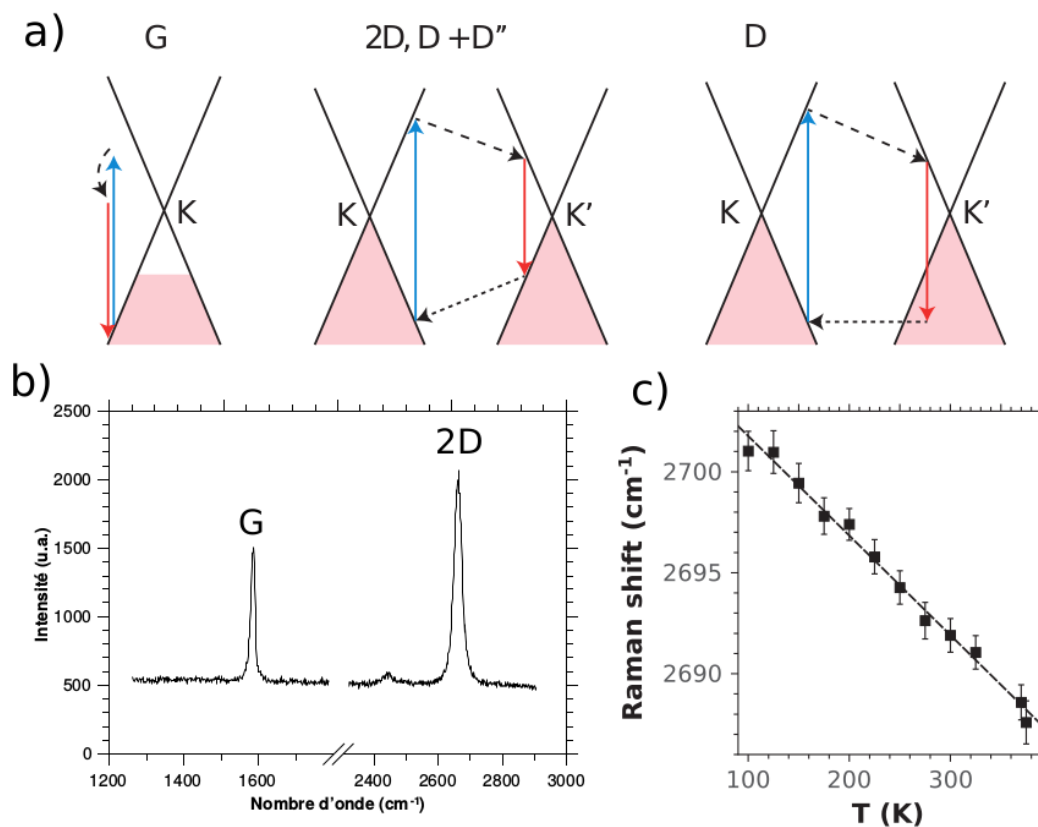 a)
G
2D, D +D″
D
K
K
K’
K
K’
b)
2500
2000
1500
1000
500
0
Intensité (u.a.)
G
2D
1200
1400
1600
2400
2600
2800
3000
Nombre d’onde (cm-1)
c)
Raman shift (cm-1)
2700
2695
2690
100
200
300
T (K)